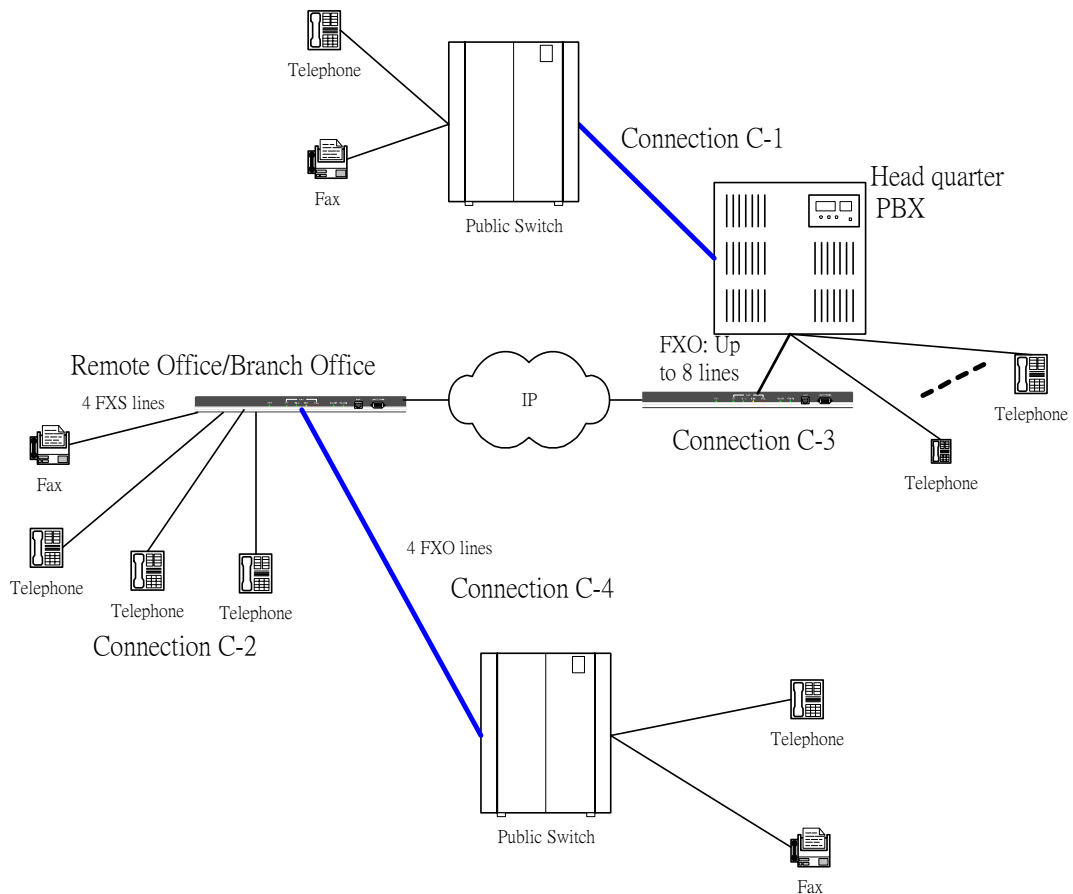 Telephone
Fax
Public Switch
Connection C-1
Head quarter
PBX
FXO: Up
to 8 lines
Remote Office/Branch Office
4 FXS lines
IP
Connection C-3
Telephone
Telephone
Fax
Telephone
Telephone
Telephone
Connection C-2
4 FXO lines
Connection C-4
Public Switch
Telephone
Fax